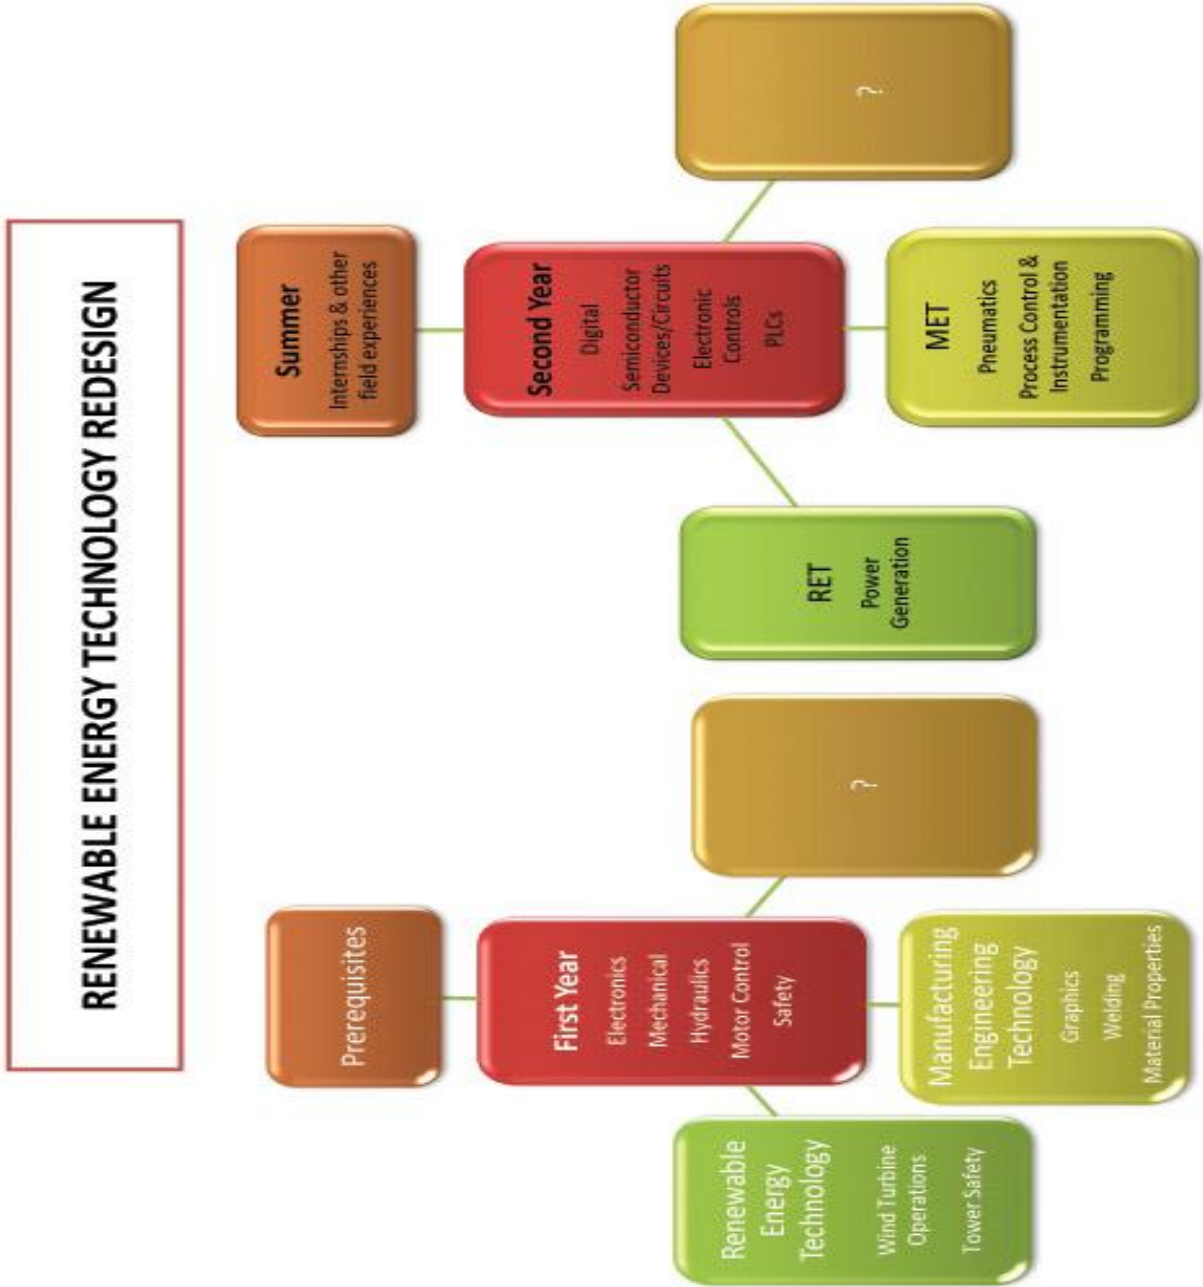 RENEWABLE ENERGY TECHNOLOGY REDESIGN
Prerequisites
First Year
Electronics
Mechanical
Hydraulics
Motor Control
Safety
Renewable
Energy
Technology
Wind Turbine
Operations
Tower Safety
Manufacturing
Engineering
Technology
Graphics
Welding
Material Properties
?
Summer
Internships & other
field experiences
Second Year
Digital
Semiconductor
Devices/Circuits
Electronic
Controls
PLCs
RET
Power
Generation
MET
Pneumatics
Process Control &
Instrumentation
Programming
?